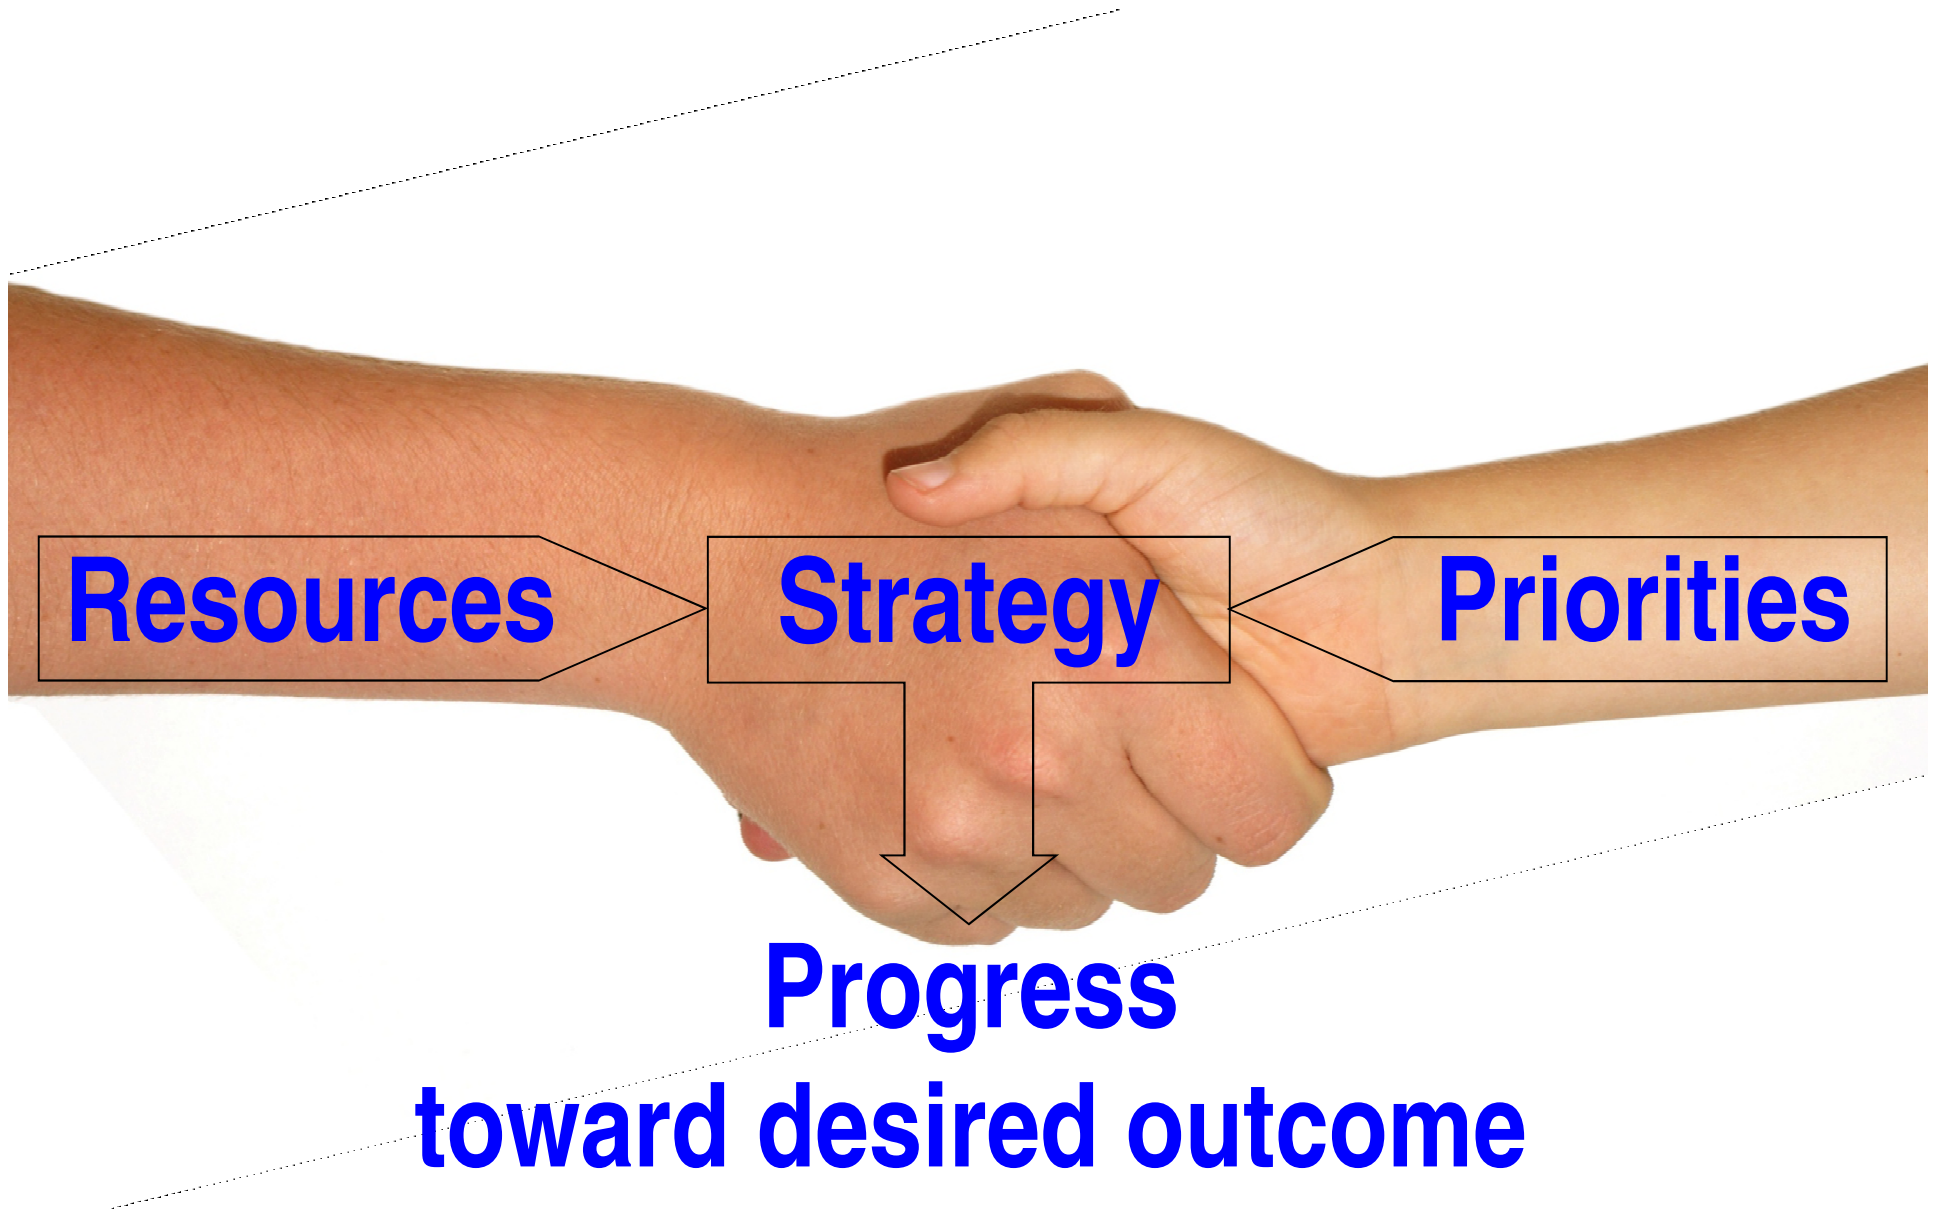 Resources
Strategy
Priorities
Progress
toward desired outcome